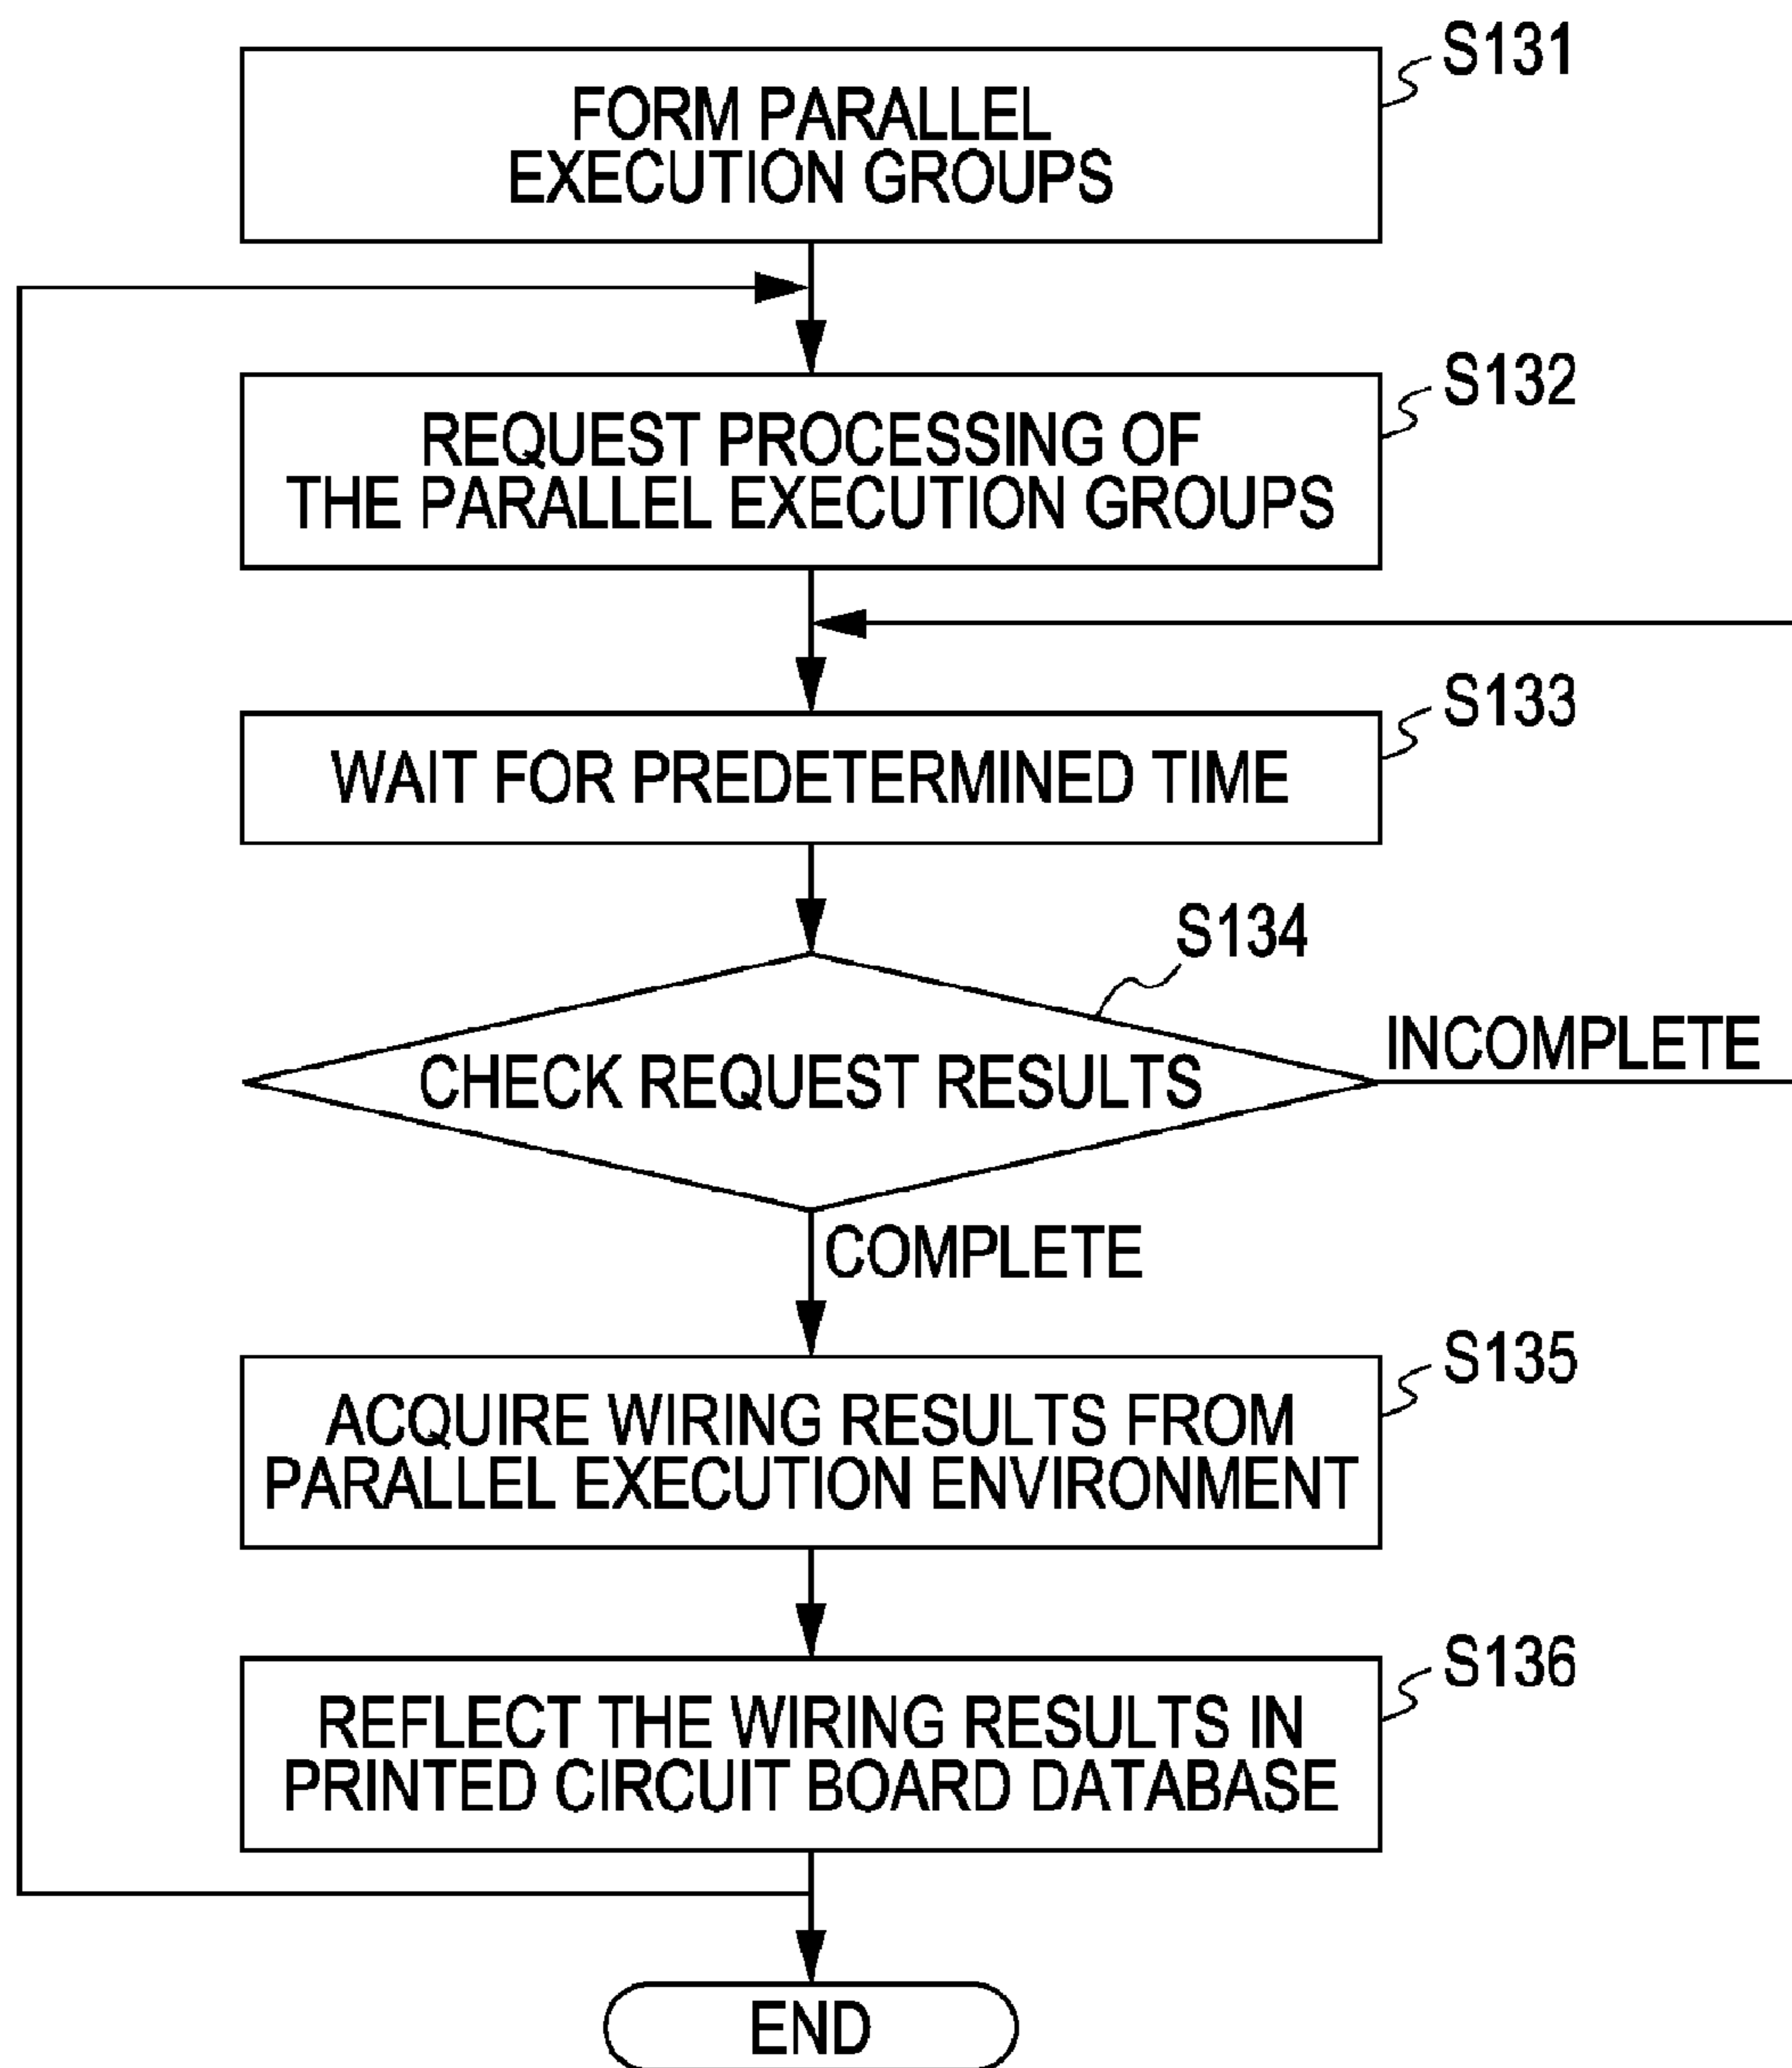 S131
FORM PARALLEL
EXECUTION GROUPS
S132
REQUEST PROCESSING OF
THE PARALLEL EXECUTION GROUPS
S133
WAIT FOR PREDETERMINED TIME
S134
CHECK REQUEST RESULTS
INCOMPLETE
COMPLETE
S135
ACQUIRE WIRING RESULTS FROM
PARALLEL EXECUTION ENVIRONMENT
S136
REFLECT THE WIRING RESULTS IN
PRINTED CIRCUIT BOARD DATABASE
END